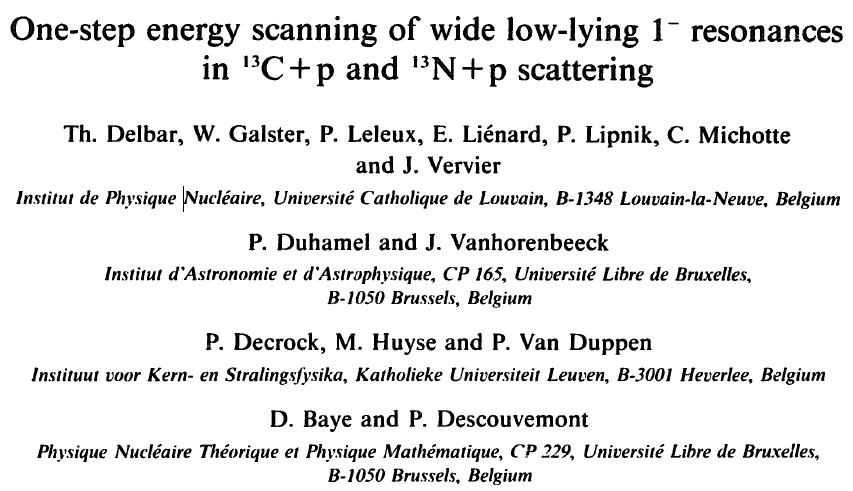 One-step energy scanning of wide low-lying 1⁻ resonances
in ¹³C+p and ¹³N+p scattering
Th. Delbar, W. Galster, P. Leleux, E. Liénard, P. Lipnik, C. Michotte
and J. Vervier
Institut de Physique Nucléaire, Université Catholique de Louvain, B-1348 Louvain-la-Neuve, Belgium
P. Duhamel and J. Vanhorenbeeck
Institut d'Astronomie et d'Astrophysique, CP 165, Université Libre de Bruxelles,
B-1050 Brussels, Belgium
P. Decrock, M. Huyse and P. Van Duppen
Instituut voor Kern- en Stralingsfysika, Katholieke Universiteit Leuven, B-3001 Heverlee, Belgium
D. Baye and P. Descouvemont
Physique Nucléaire Théorique et Physique Mathématique, CP 229, Université Libre de Bruxelles,
B-1050 Brussels, Belgium